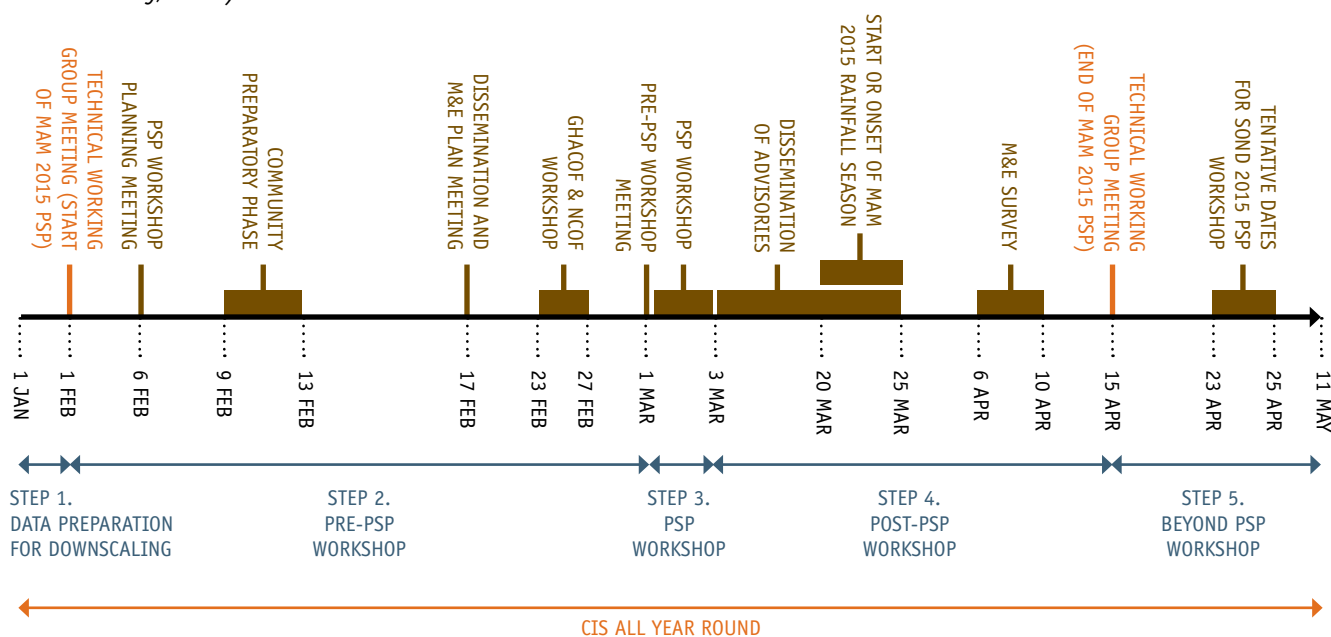 TECHNICAL WORKING
GROUP MEETING (START
OF MAM 2015 PSP)
PSP WORKSHOP
PLANNING MEETING
COMMUNITY
PREPARATORY PHASE
DISSEMINATION AND
M&E PLAN MEETING
GHACOF & NCOF
WORKSHOP
PRE-PSP WORKSHOP
MEETING
PSP WORKSHOP
DISSEMINATION
OF ADVISORIES
START OR ONSET OF MAM
2015 RAINFALL SEASON
M&E SURVEY
TECHNICAL WORKING
GROUP MEETING
(END OF MAM 2015 PSP)
TENTATIVE DATES
FOR SOND 2015 PSP
WORKSHOP
1 JAN
1 FEB
6 FEB
9 FEB
13 FEB
17 FEB
23 FEB
27 FEB
1 MAR
3 MAR
20 MAR
25 MAR
6 APR
10 APR
15 APR
23 APR
25 APR
11 MAY
STEP 1.
DATA PREPARATION
FOR DOWNSCALING
STEP 2.
PRE-PSP
WORKSHOP
STEP 3.
PSP
WORKSHOP
STEP 4.
POST-PSP
WORKSHOP
STEP 5.
BEYOND PSP
WORKSHOP
CIS ALL YEAR ROUND